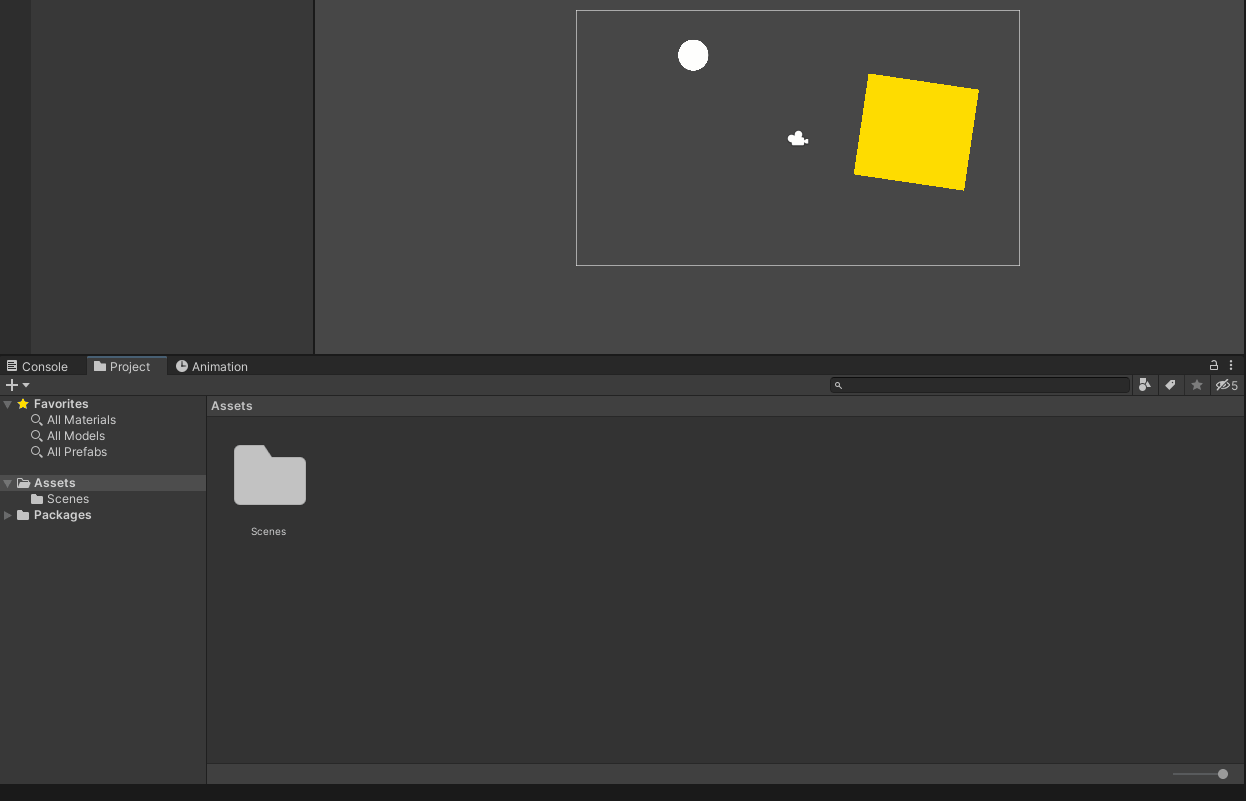 Console Project Animation
5
Favorites
All Materials
All Models
All Prefabs
Assets
Scenes
Packages
Assets
Scenes